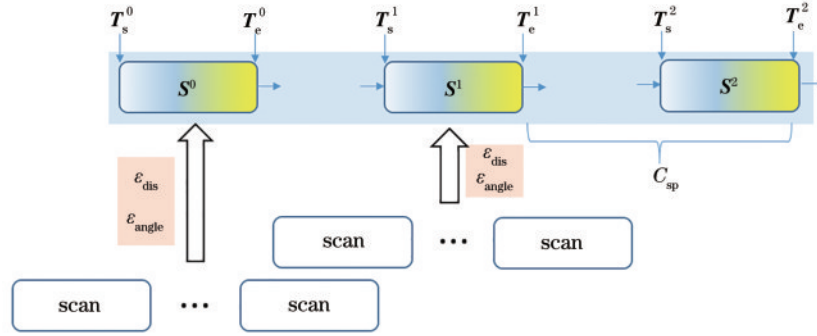 T_s^0 T_e^0 T_s^1 T_e^1 T_s^2 T_e^2
S^0 S^1 S^2
ε_dis
ε_angle
ε_dis
ε_angle
C_sp
scan ••• scan
scan ••• scan